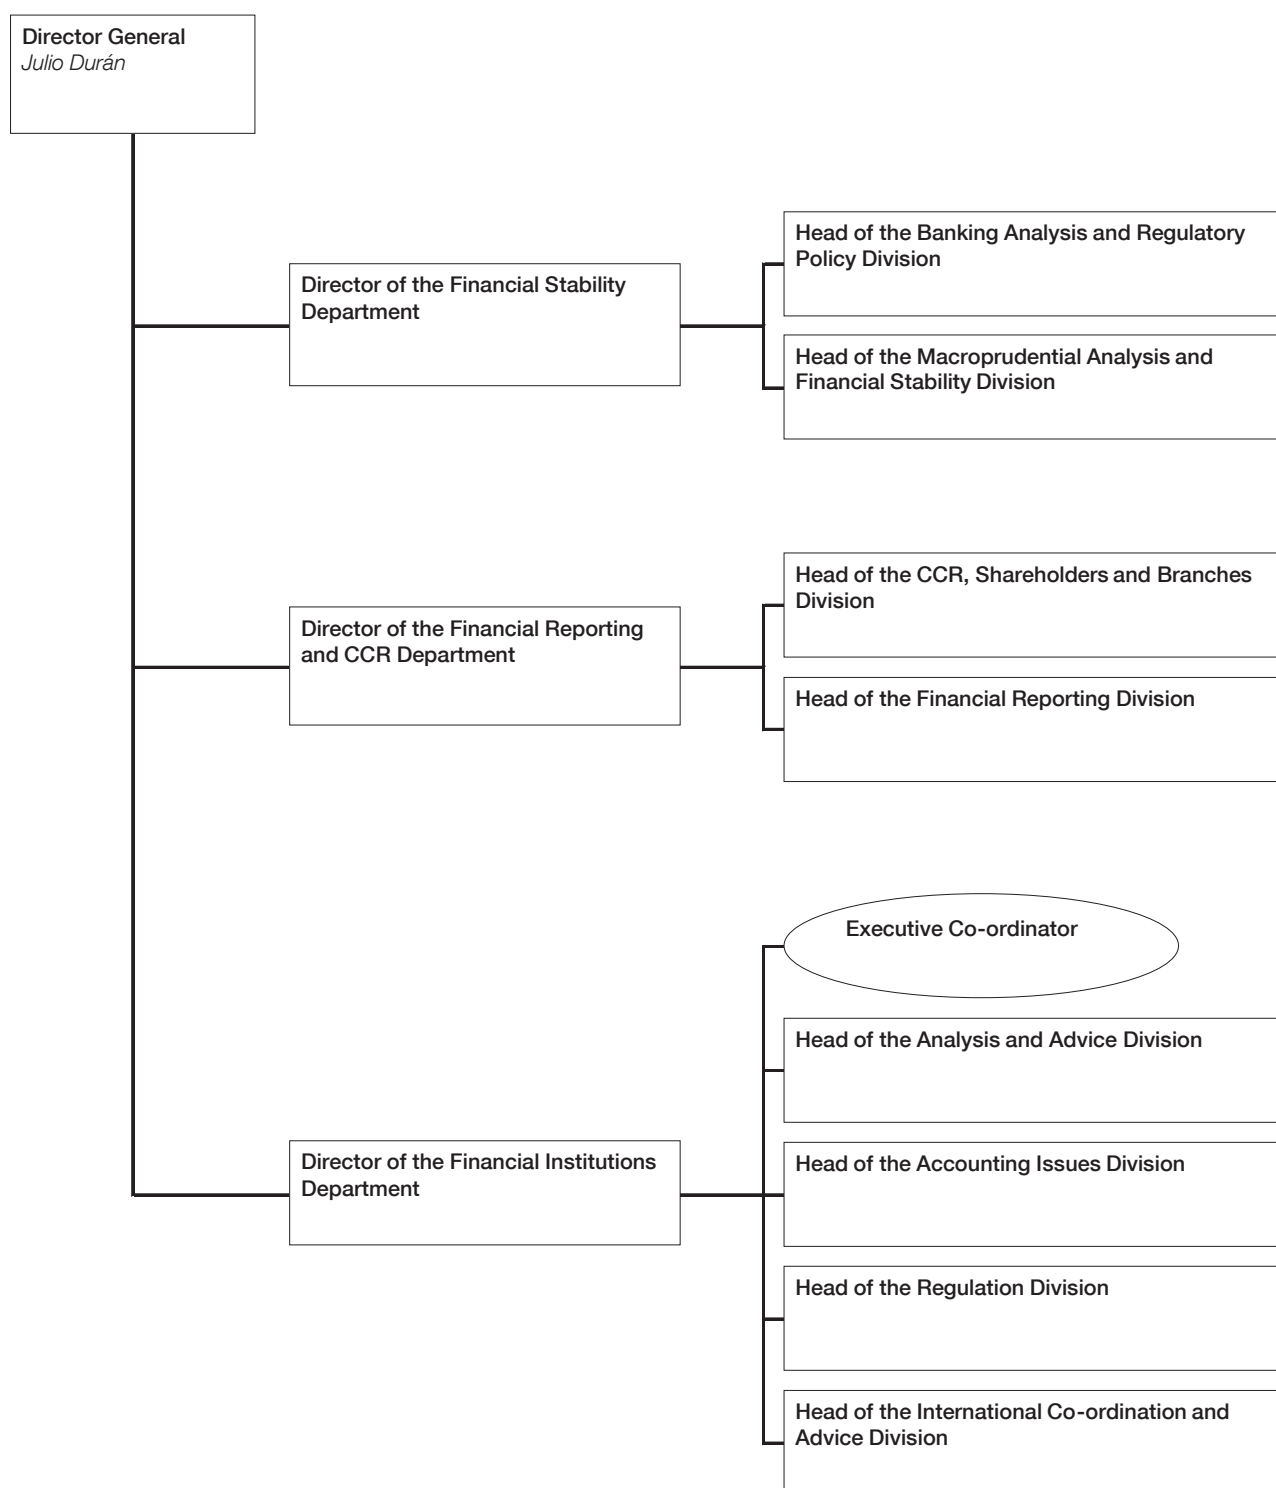 Director General
Julio Durán
Head of the Banking Analysis and Regulatory
Policy Division
Director of the Financial Stability
Department
Head of the Macroprudential Analysis and
Financial Stability Division
Head of the CCR, Shareholders and Branches
Division
Director of the Financial Reporting
and CCR Department
Head of the Financial Reporting Division
Executive Co-ordinator
Head of the Analysis and Advice Division
Director of the Financial Institutions
Department
Head of the Accounting Issues Division
Head of the Regulation Division
Head of the International Co-ordination and
Advice Division